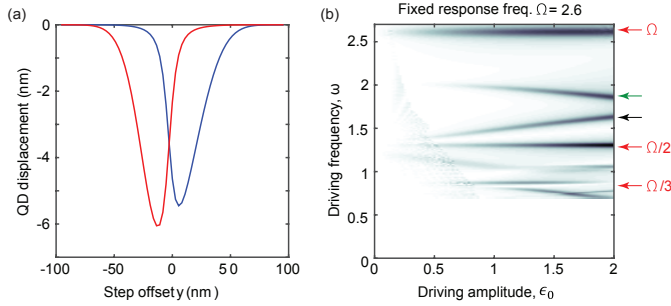 (a)
0
-2
-4
-6
QD displacement (nm)
-100
-50
0
50
100
Step offset y (nm)
(b)
Fixed response freq. Ω = 2.6
2.5
2
1.5
1
0.5
0
Driving frequency, ω
0
0.5
1
1.5
2
Driving amplitude, ϵ₀
Ω
Ω/2
Ω/3